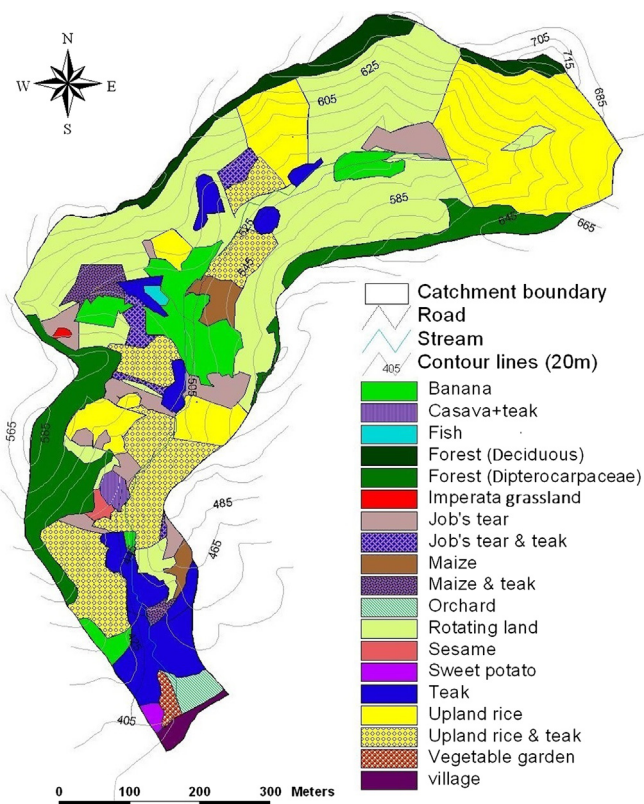 N
W E
S
705
715
685
625
605
585
645
665
625
645
Catchment boundary
Road
Stream
405 Contour lines (20m)
Banana
Casava+teak
Fish
Forest (Deciduous)
Forest (Dipterocarpaceae)
Imperata grassland
Job's tear
Job's tear & teak
Maize
Maize & teak
Orchard
Rotating land
Sesame
Sweet potato
Teak
Upland rice
Upland rice & teak
Vegetable garden
village
505
565
565
485
465
405
0 100 200 300 Meters